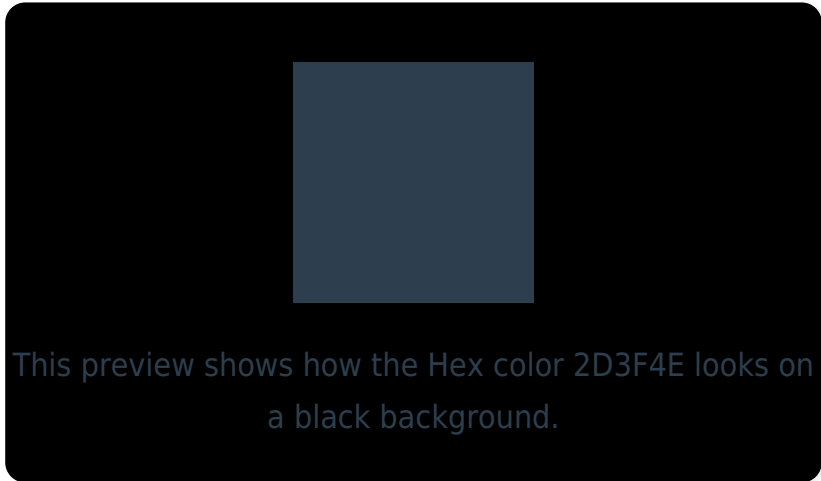 This preview shows how the Hex color 2D3F4E looks on
a black background.